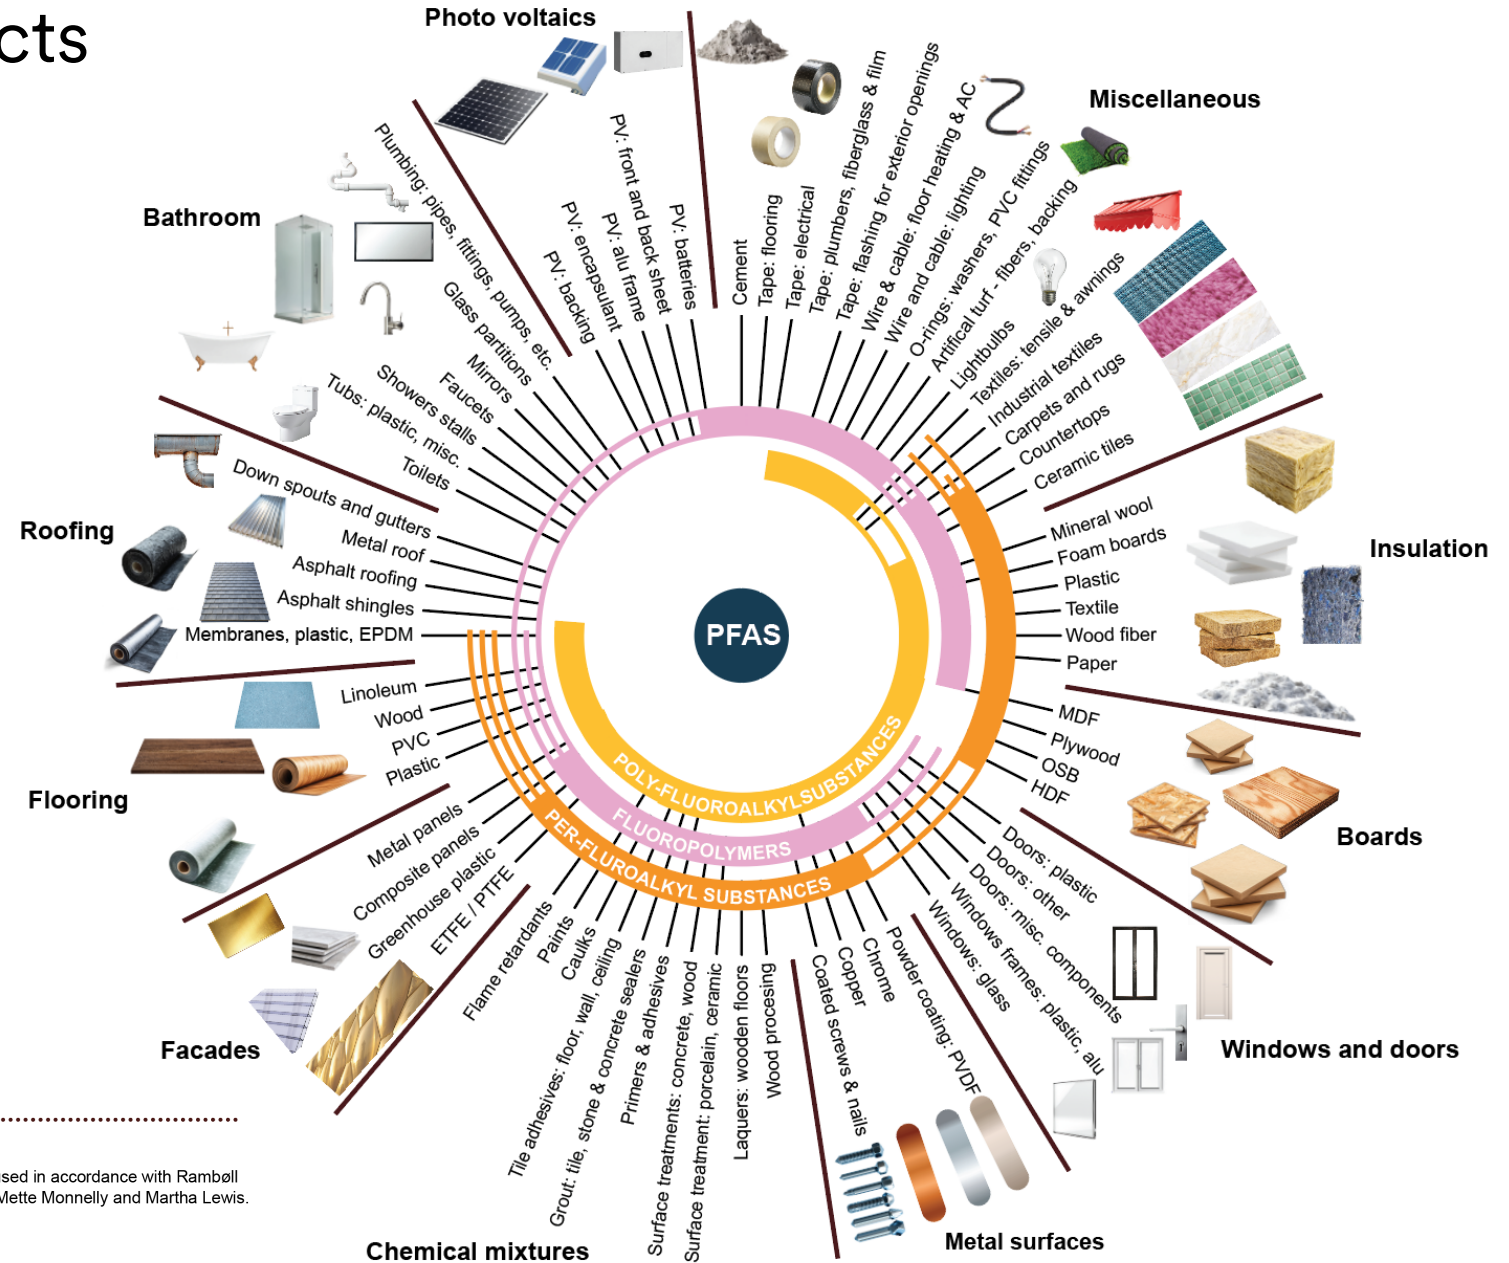 cts
Photo voltaics
PV: backing
PV: encapsulant
PV: alu frame
PV: front and back sheet
PV: batteries
Miscellaneous
Cement
Tape: flooring
Tape: electrical
Tape: plumbers, fiberglass & film
Tape: flashing for exterior openings
Wire & cable: floor heating & AC
Wire and cable: lighting
O-rings: washers, PVC fittings
Artifical turf - fibers, backing
Lightbulbs
Textiles: tensile & awnings
Industrial textiles
Carpets and rugs
Countertops
Ceramic tiles
Insulation
Mineral wool
Foam boards
Plastic
Textile
Wood fiber
Paper
Boards
MDF
Plywood
OSB
HDF
Windows and doors
Doors: plastic
Doors: other
Doors: misc. components
Windows frames: plastic, alu
Windows: glass
Metal surfaces
Powder coating: PVDF
Chrome
Copper
Coated screws & nails
Chemical mixtures
Wood procesing
Laquers: wooden floors
Surface treatment: porcelain, ceramic
Surface treatments: concrete, wood
Primers & adhesives
Grout: tile, stone & concrete sealers
Tile adhesives: floor, wall, ceiling
Caulks
Paints
Flame retardants
Facades
ETFE / PTFE
Greenhouse plastic
Composite panels
Metal panels
Flooring
Plastic
PVC
Wood
Linoleum
Roofing
Membranes, plastic, EPDM
Asphalt shingles
Asphalt roofing
Metal roof
Down spouts and gutters
Bathroom
Toilets
Tubs: plastic, misc.
Showers stalls
Faucets
Mirrors
Glass partitions
Plumbing: pipes, fittings, pumps, etc.
PFAS
POLY-FLUOROALKYLSUBSTANCES
FLUOROPOLYMERS
PER-FLUROALKYL SUBSTANCES
sed in accordance with Rambøll
Mette Monnelly and Martha Lewis.